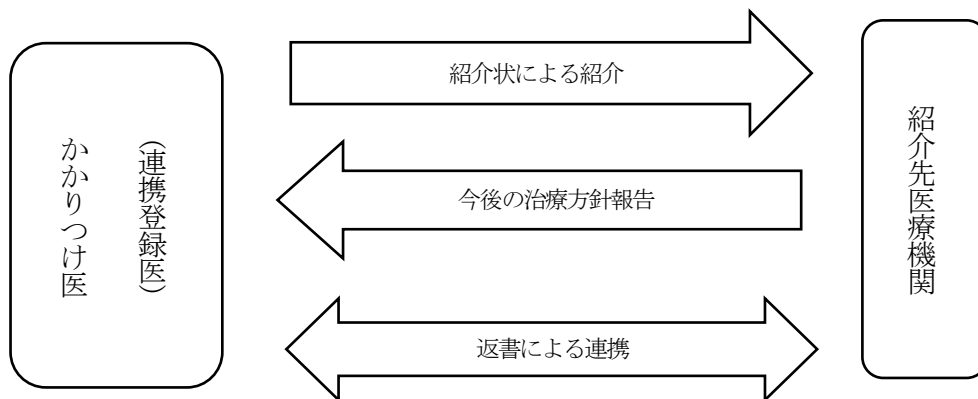 紹介状による紹介
(連携登録医)
かかりつけ医
今後の治療方針報告
返書による連携
紹介先医療機関